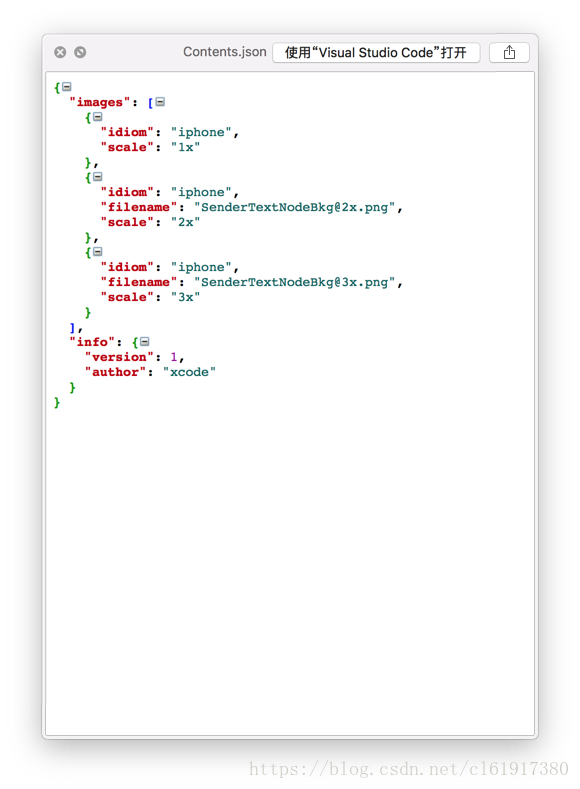 Contents.json
使用“Visual Studio Code”打开
{
"images": [
{
"idiom": "iphone",
"scale": "1x"
},
{
"idiom": "iphone",
"filename": "SenderTextNodeBkg@2x.png",
"scale": "2x"
},
{
"idiom": "iphone",
"filename": "SenderTextNodeBkg@3x.png",
"scale": "3x"
}
],
"info": {
"version": 1,
"author": "xcode"
}
}
https://blog.csdn.net/cl61917380